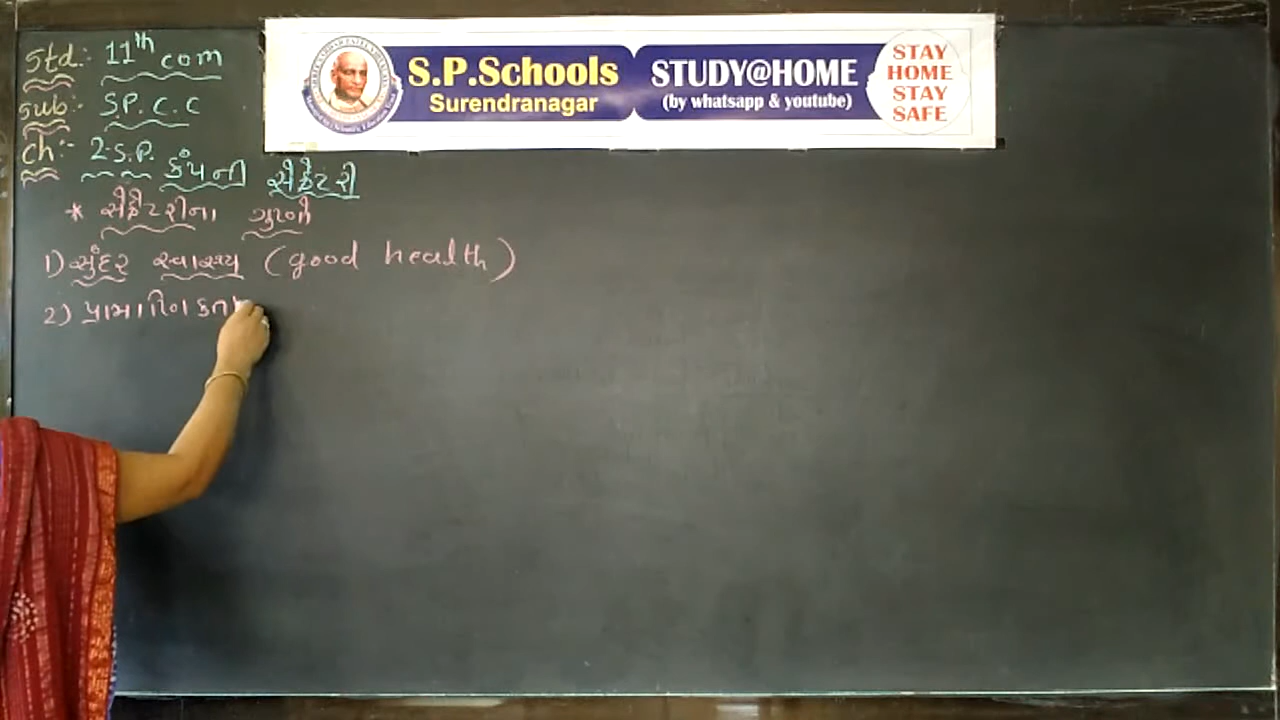 Std:- 11th com
Sub:- S.P.C.C
Ch:- 2 S.P. કંપની સેક્રેટરી
* સેક્રેટરીના ગુણો
1) સુંદર સ્વાસ્થ્ય (good health)
2) પ્રામાણિકતા
S.P.Schools
Surendranagar
STUDY@HOME
(by whatsapp & youtube)
STAY
HOME
STAY
SAFE